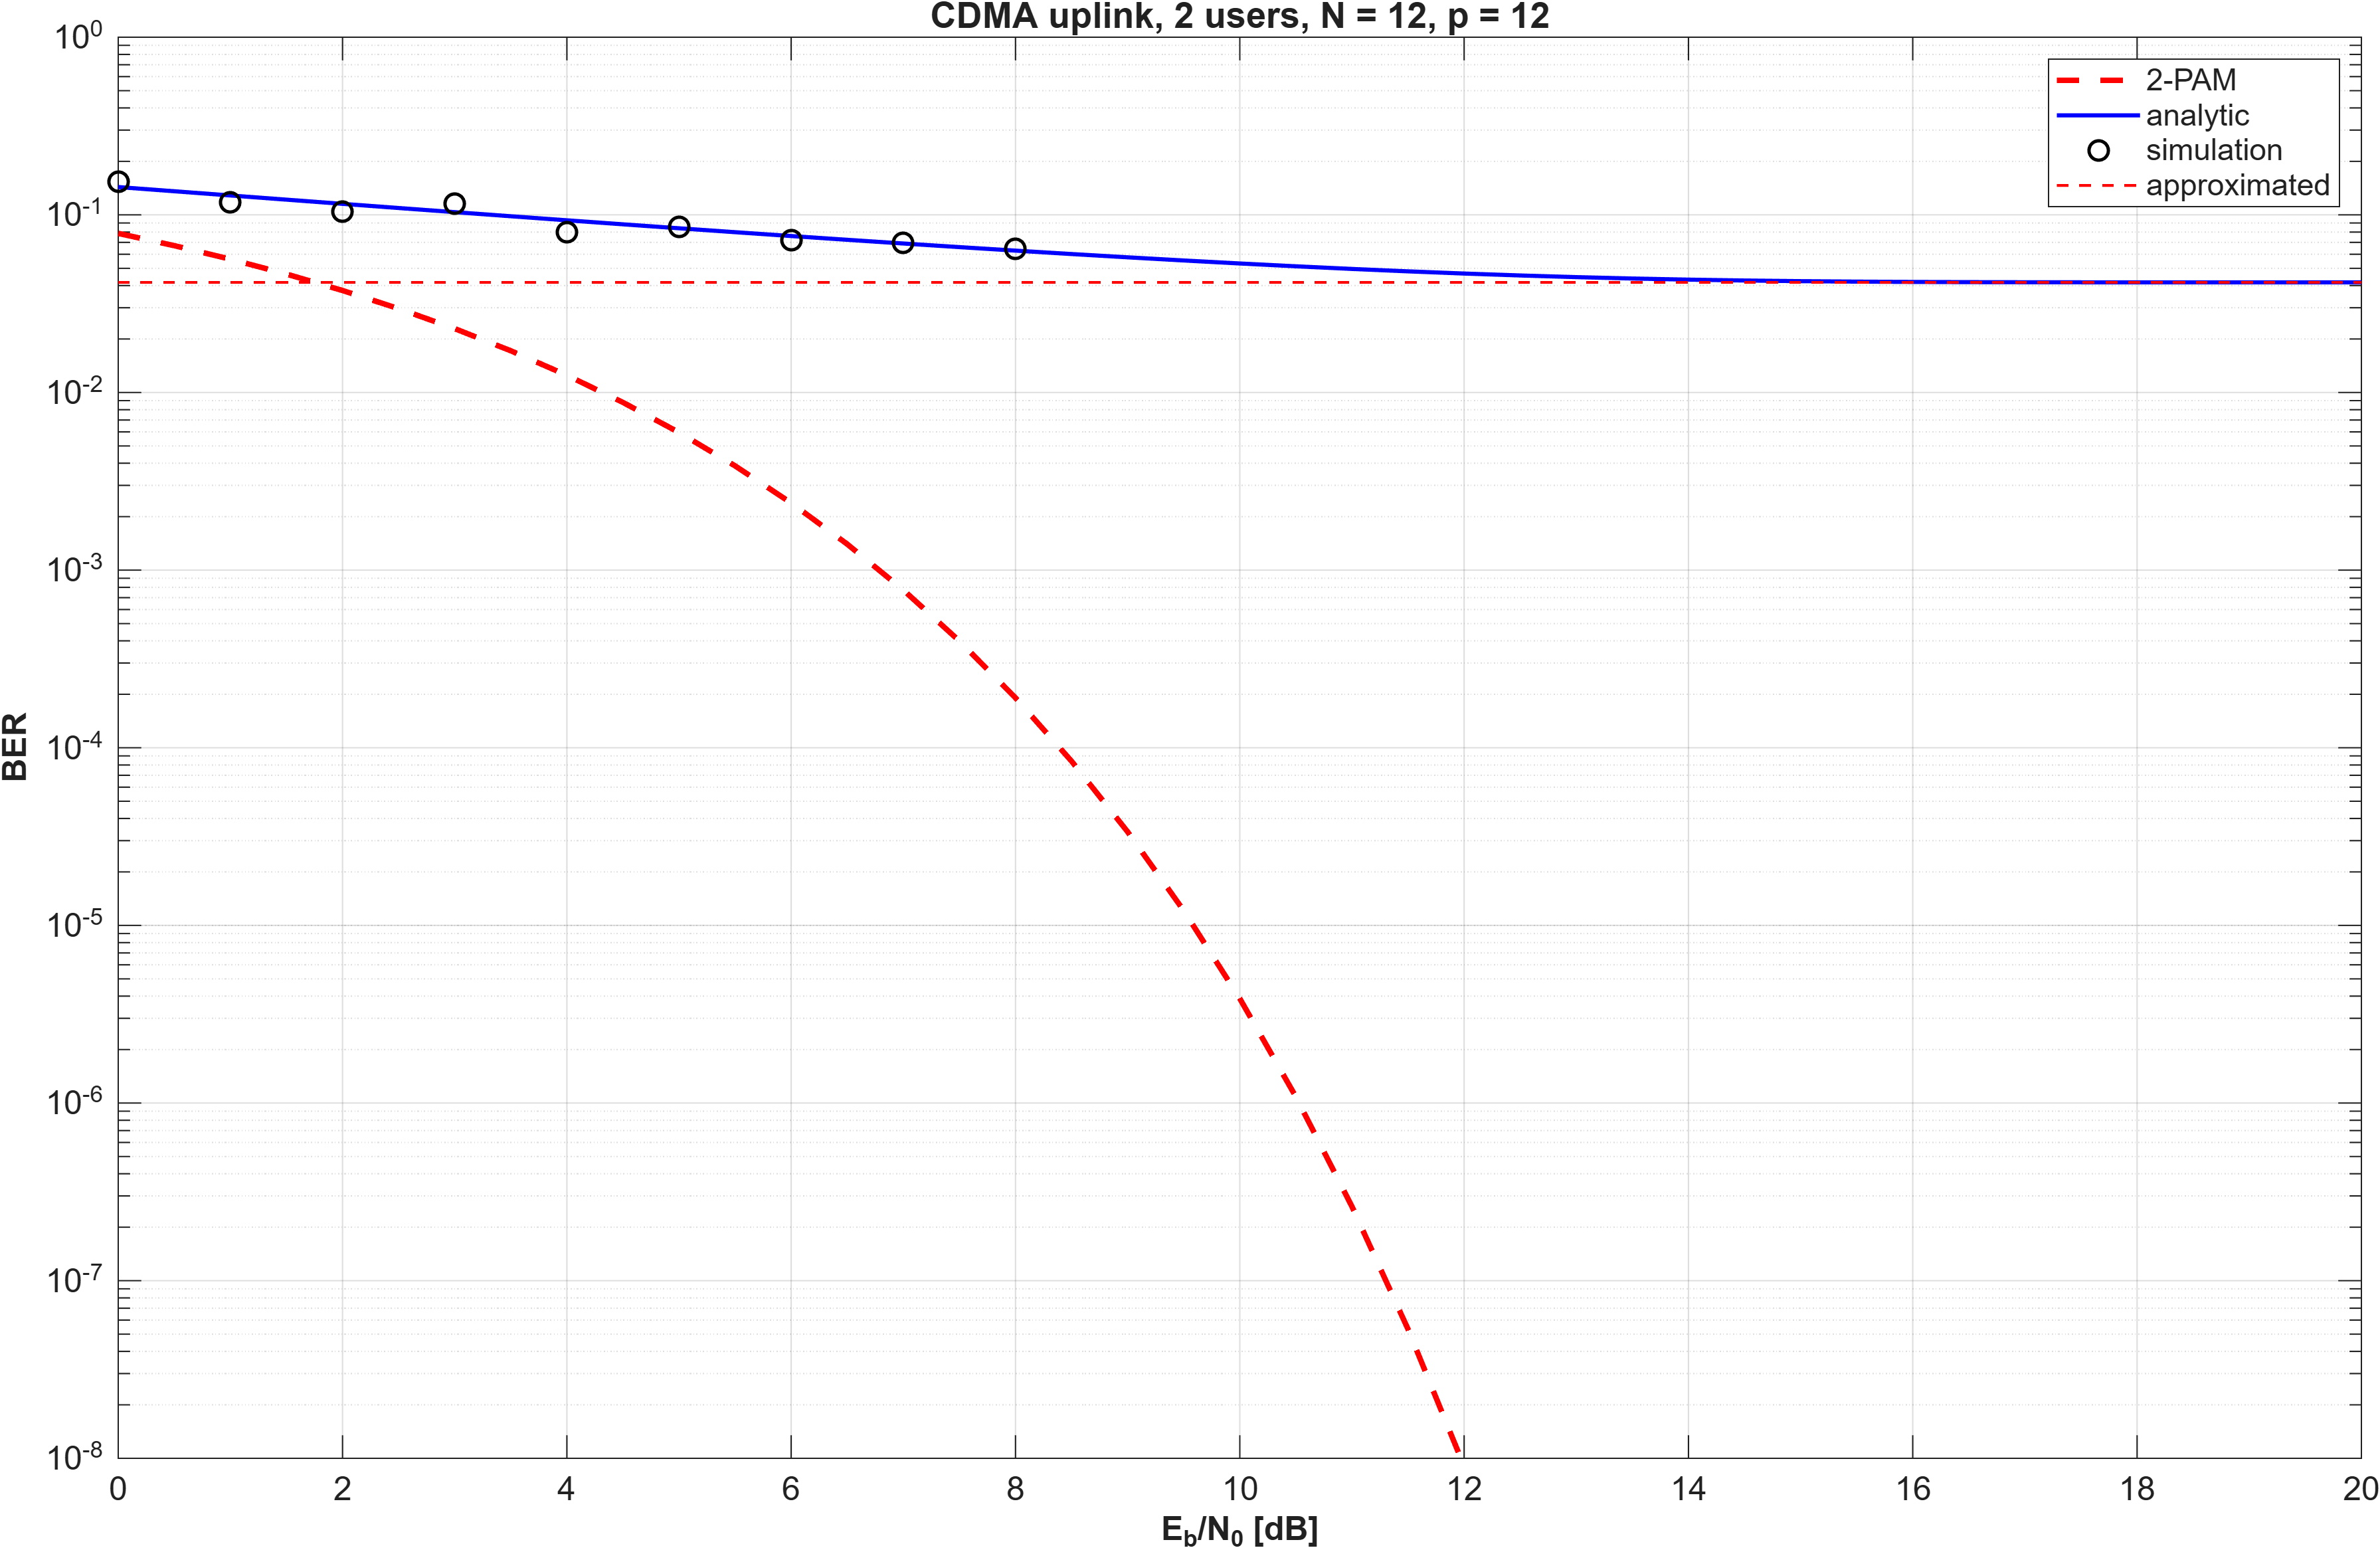 CDMA uplink, 2 users, N = 12, p = 12
10^0
10^-1
10^-2
10^-3
10^-4
10^-5
10^-6
10^-7
10^-8
BER
2-PAM
analytic
simulation
approximated
0 2 4 6 8 10 12 14 16 18 20
E_b/N_0 [dB]